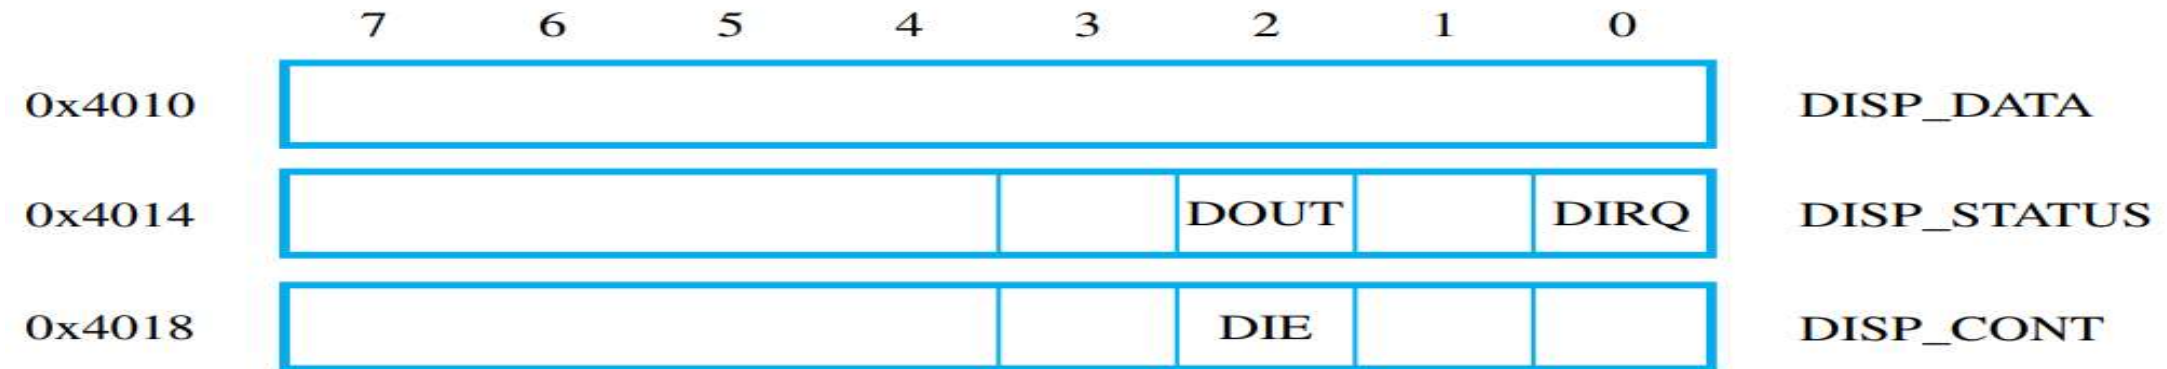 7 6 5 4 3 2 1 0
0x4010 DISP_DATA
0x4014 DOUT DIRQ DISP_STATUS
0x4018 DIE DISP_CONT